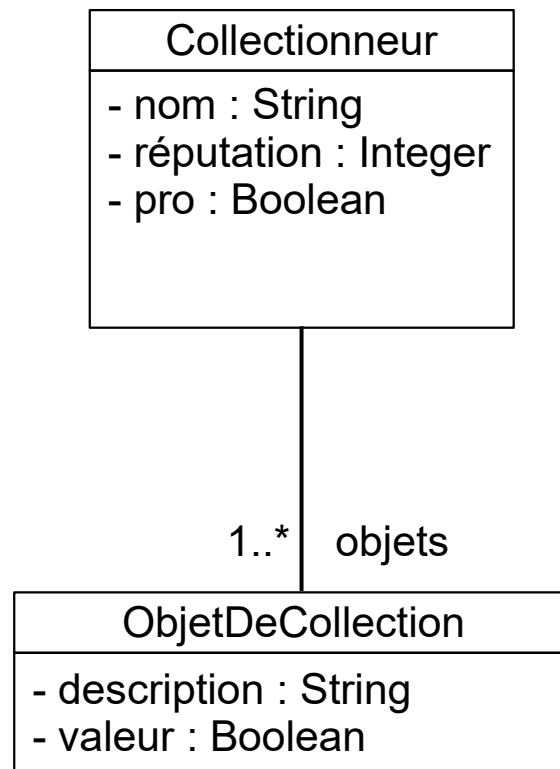 Collectionneur
- nom : String
- réputation : Integer
- pro : Boolean
1..* objets
ObjetDeCollection
- description : String
- valeur : Boolean